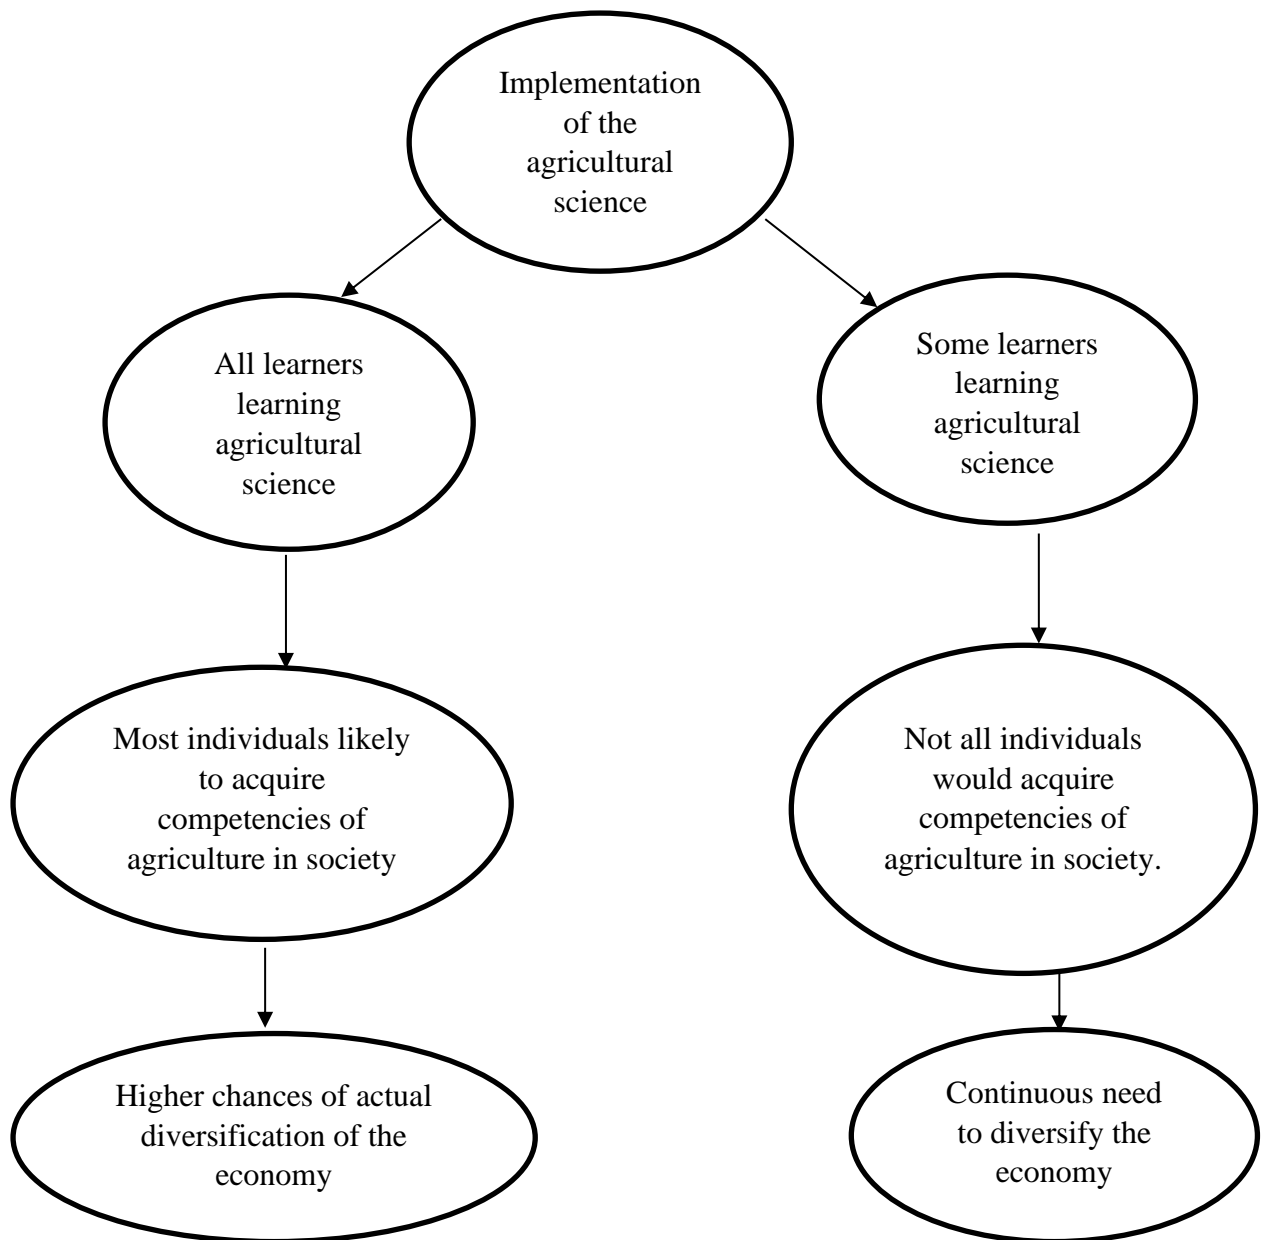 Implementation
of the
agricultural
science
All learners
learning
agricultural
science
Some learners
learning
agricultural
science
Most individuals likely
to acquire
competencies of
agriculture in society
Not all individuals
would acquire
competencies of
agriculture in society.
Higher chances of actual
diversification of the
economy
Continuous need
to diversify the
economy